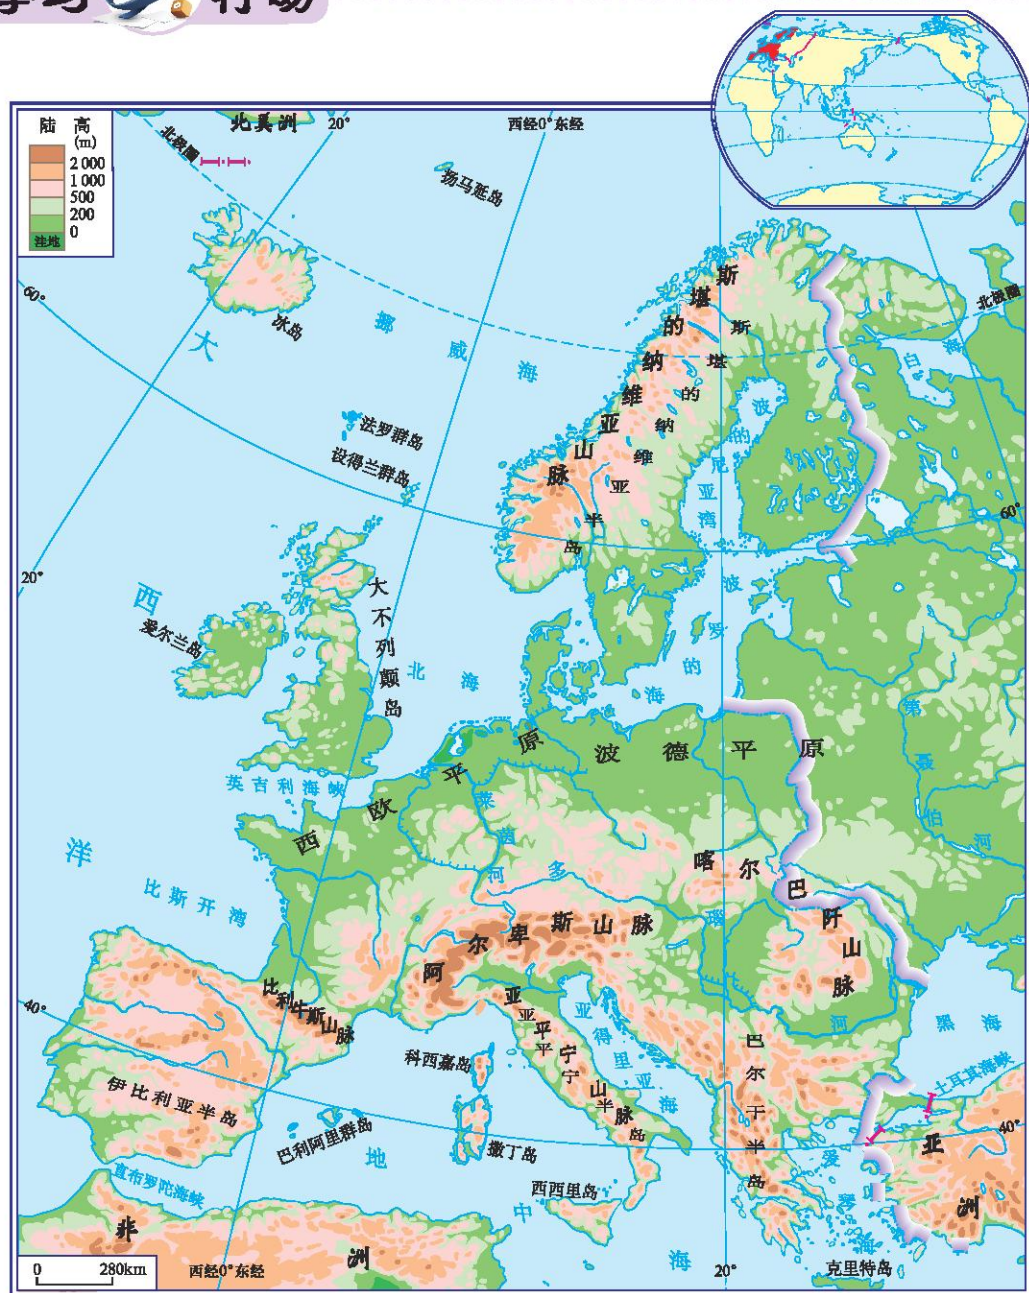 学习 行动
陆 高
(m)
2 000
1 000
500
200
0
洼地
北美洲
20°
西经0°东经
北极圈
扬马延岛
60°
冰岛
大
西
洋
挪威海
斯堪的纳维亚山脉
斯堪的纳维亚半岛
波的尼亚湾
白海
北极圈
法罗群岛
设得兰群岛
60°
20°
爱尔兰岛
大不列颠岛
北海
波罗的海
英吉利海峡
西欧平原
波德平原
莱茵河
第聂伯河
比斯开湾
喀尔巴阡山脉
多瑙河
阿尔卑斯山脉
比利牛斯山脉
40°
伊比利亚半岛
亚平宁山脉
亚平宁半岛
亚得里亚海
科西嘉岛
撒丁岛
巴利阿里群岛
西西里岛
巴尔干半岛
黑海
土耳其海峡
40°
亚洲
爱琴海
克里特岛
地中海
直布罗陀海峡
非洲
0 280km
西经0°东经
20°